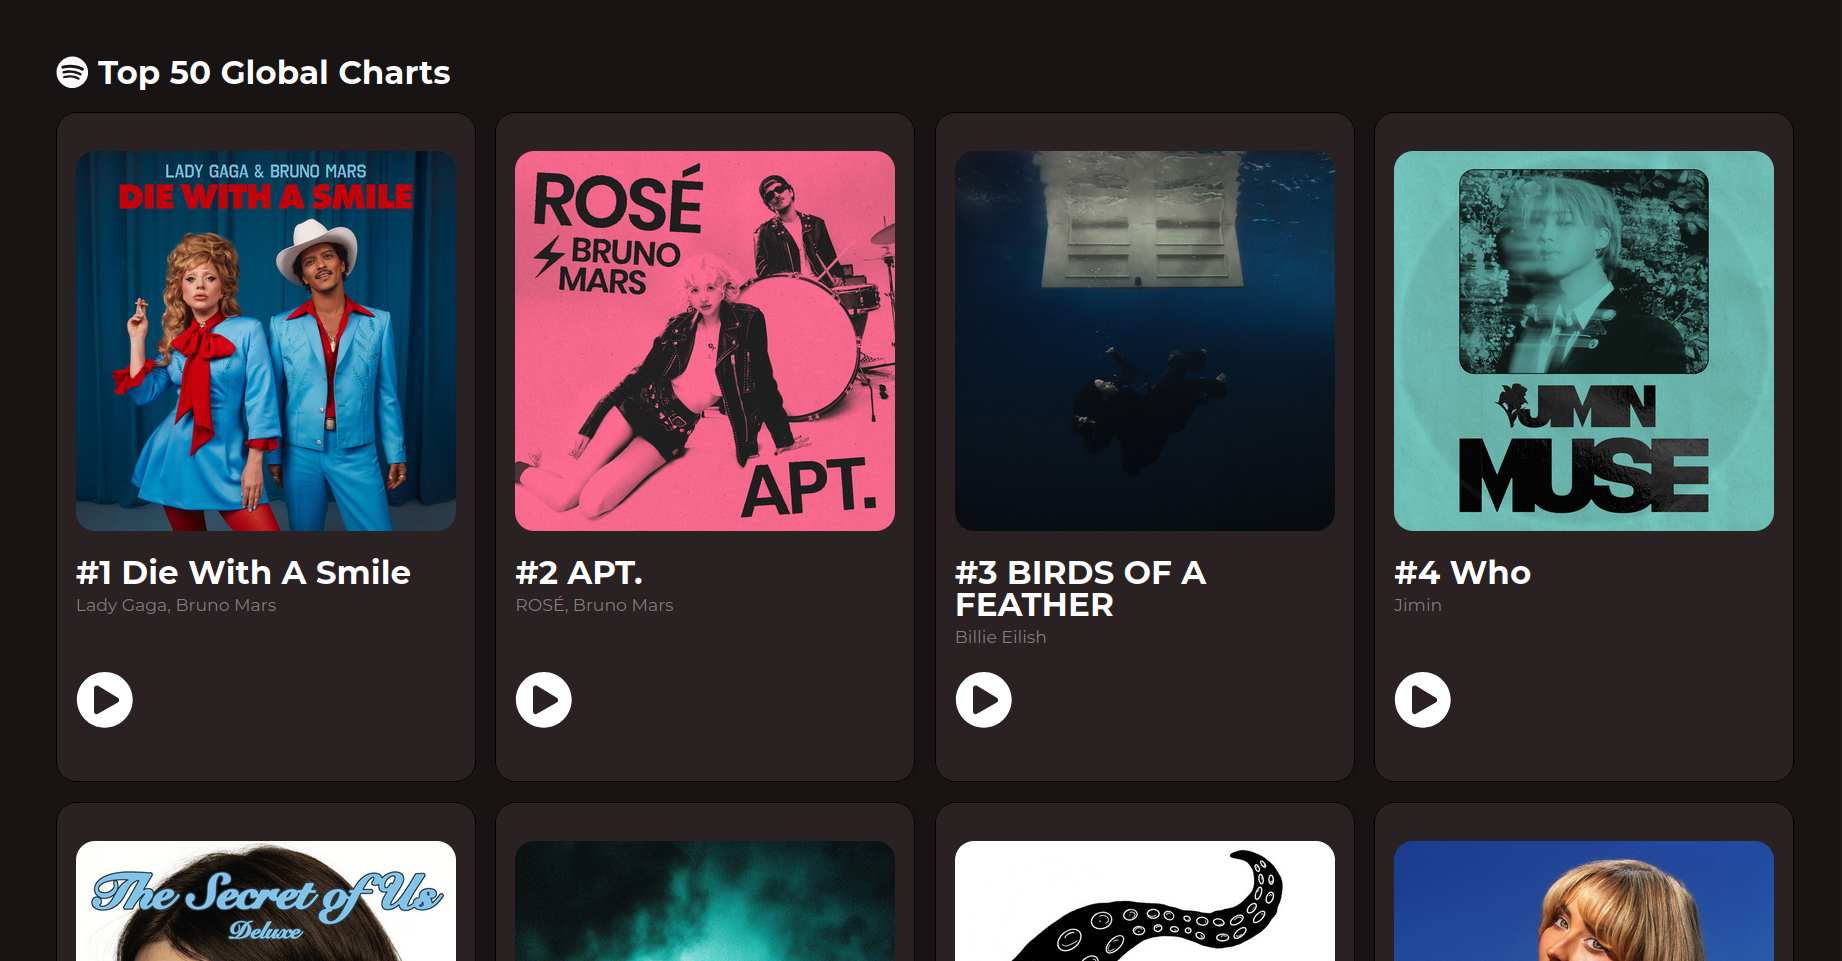 Top 50 Global Charts
LADY GAGA & BRUNO MARS
DIE WITH A SMILE
#1 Die With A Smile
Lady Gaga, Bruno Mars
ROSÉ
BRUNO
MARS
APT.
#2 APT.
ROSÉ, Bruno Mars
#3 BIRDS OF A
FEATHER
Billie Eilish
JIMIN
MUSE
#4 Who
Jimin
The Secret of Us
Deluxe